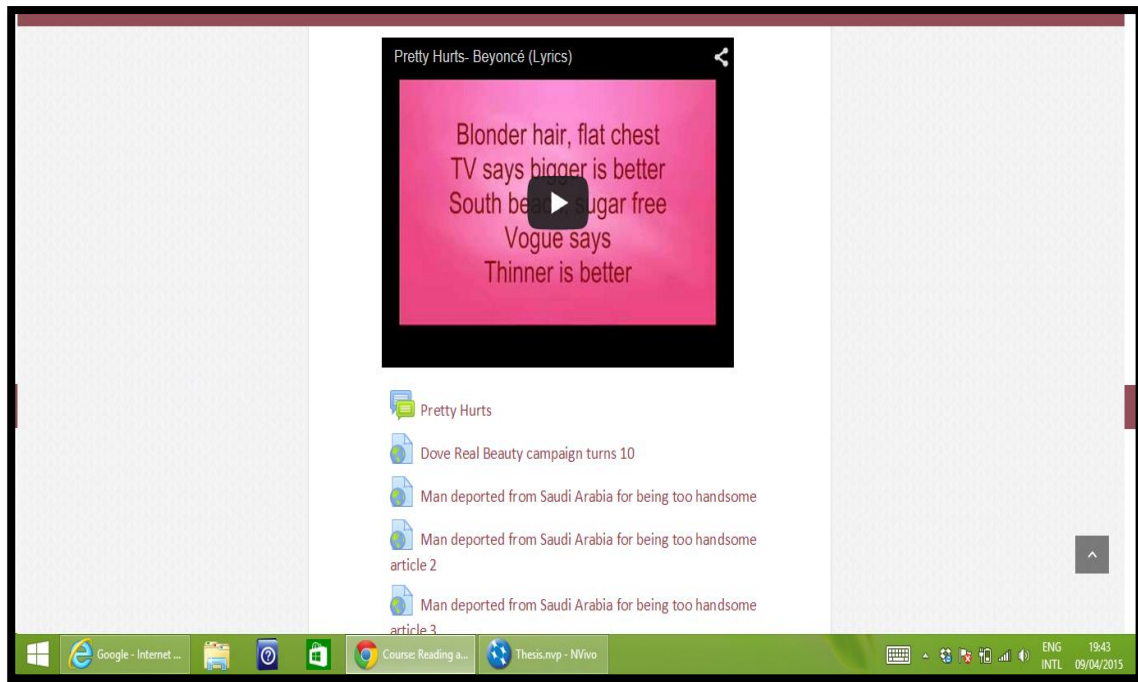 Pretty Hurts- Beyoncé (Lyrics)
Blonder hair, flat chest
TV says bigger is better
South beach, sugar free
Vogue says
Thinner is better
Pretty Hurts
Dove Real Beauty campaign turns 10
Man deported from Saudi Arabia for being too handsome
Man deported from Saudi Arabia for being too handsome
article 2
Man deported from Saudi Arabia for being too handsome
article 3
Google - Internet ...
Course: Reading a...
Thesis.nvp - NVivo
ENG 19:43
INTL 09/04/2015